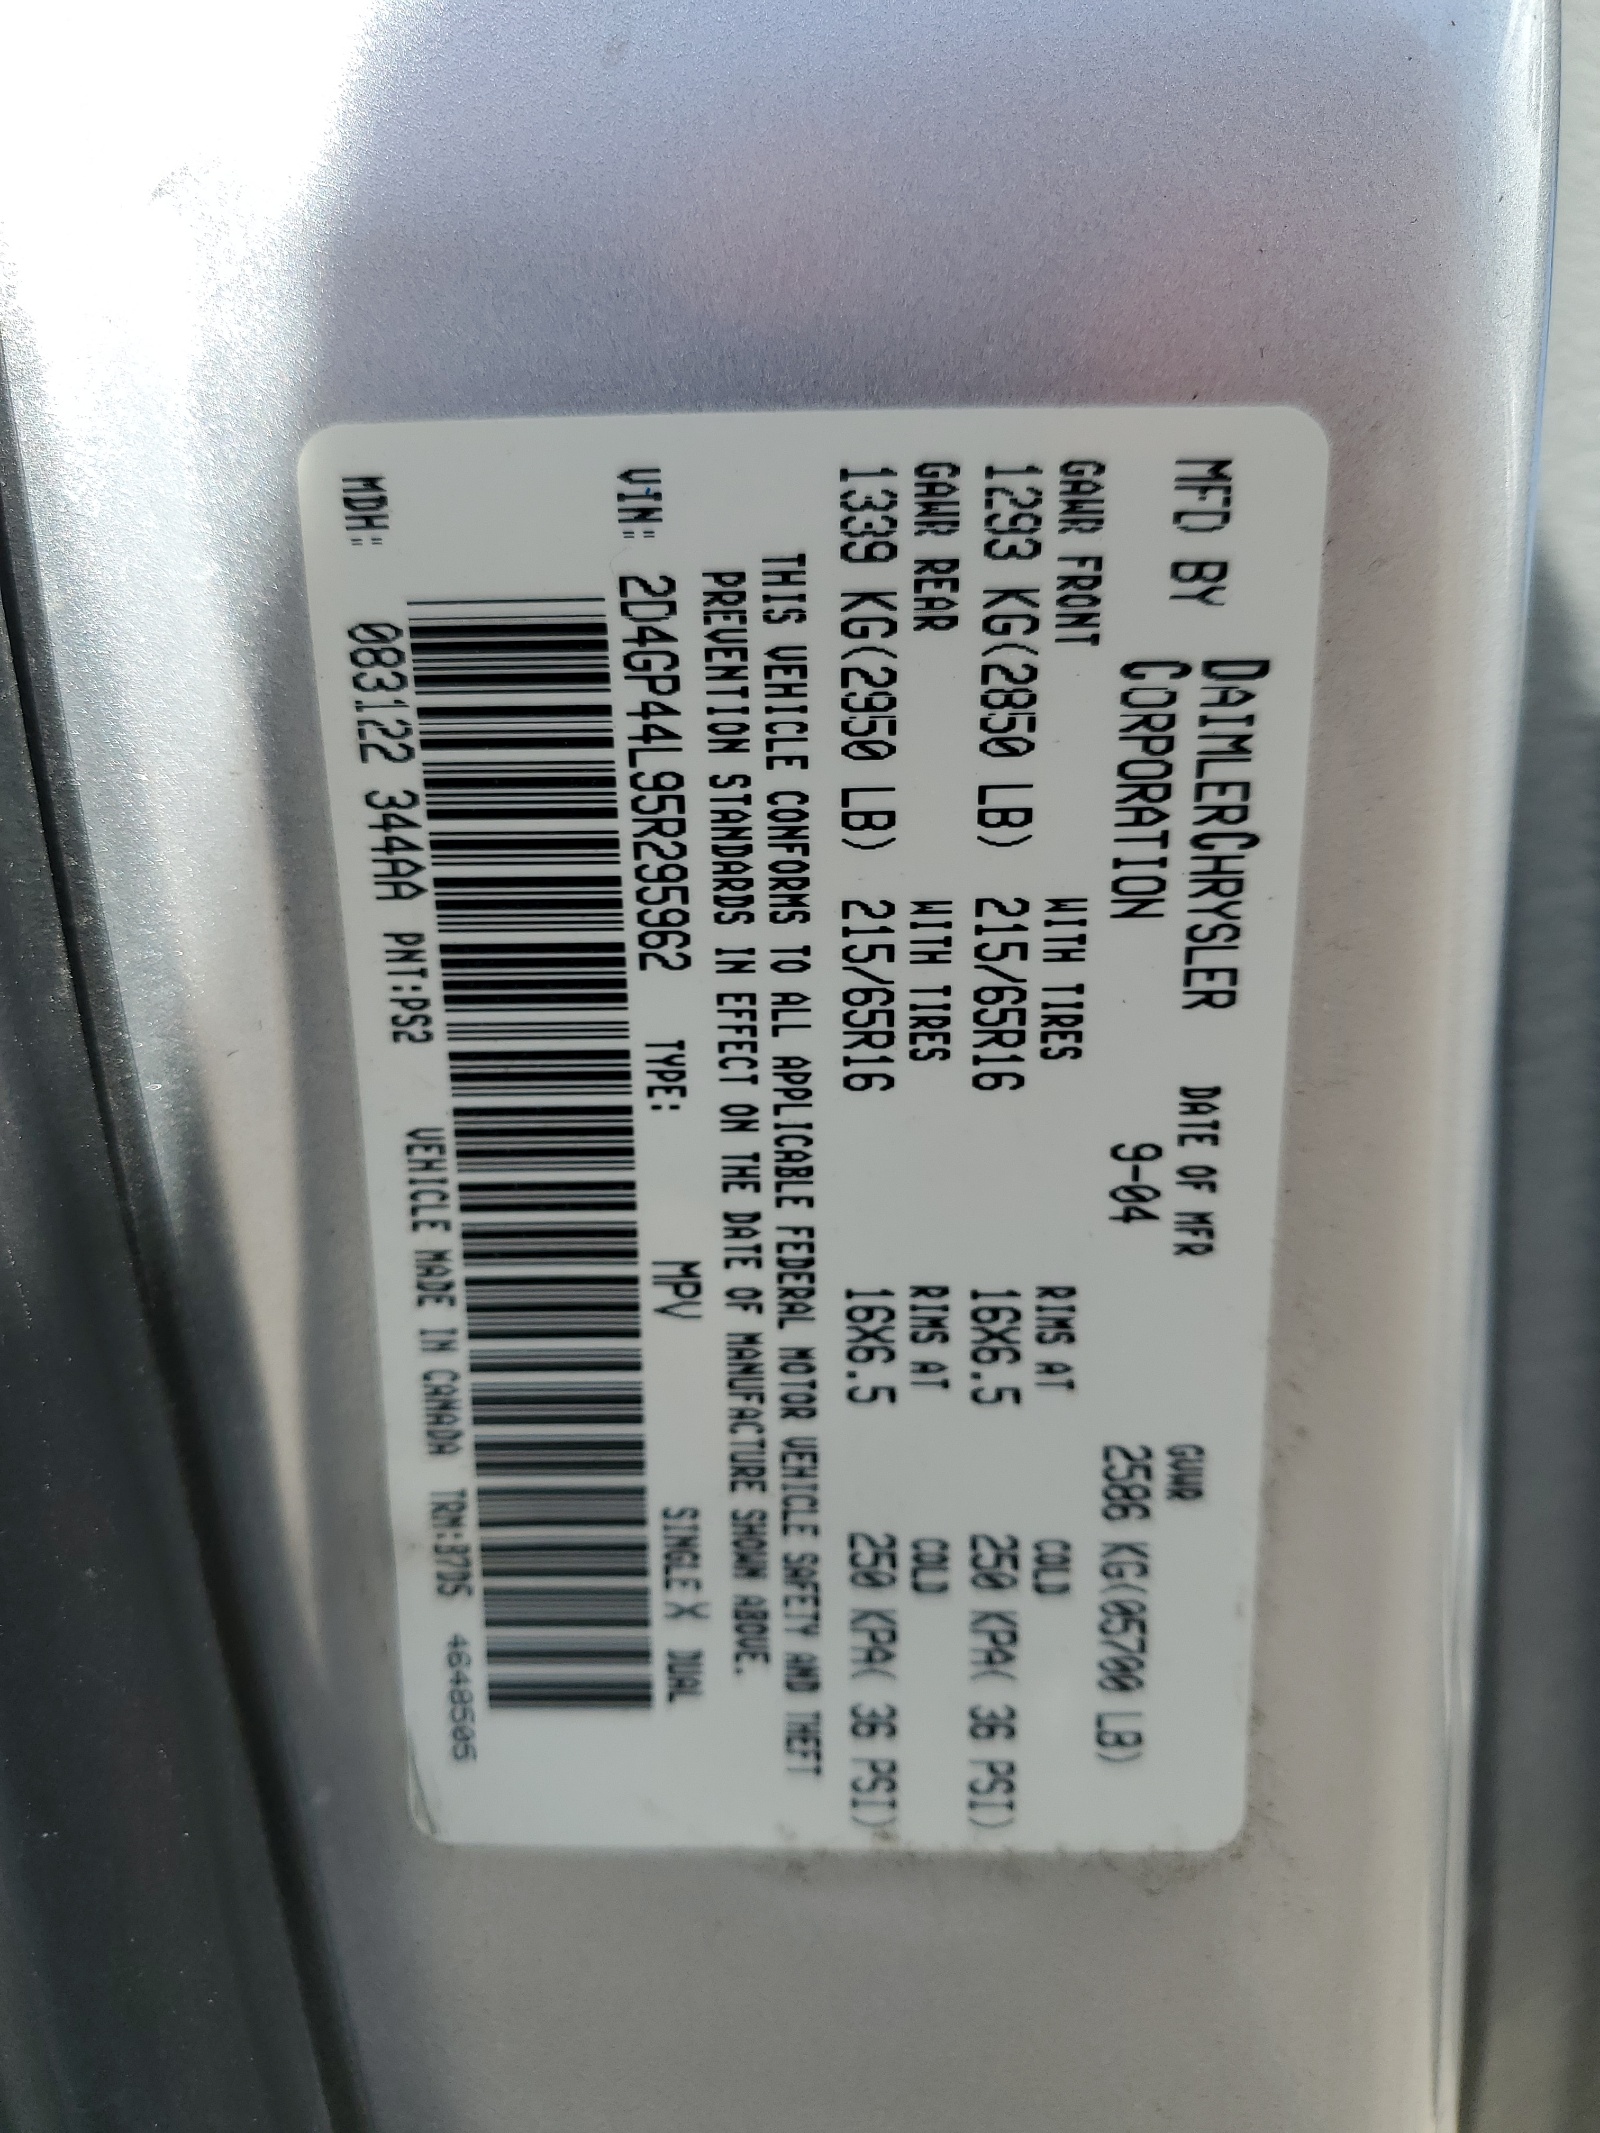 MFD BY DAIMLERCHRYSLER CORPORATION DATE OF MFR 9-04 GVWR 2586 KG(05700 LB)
GAWR FRONT WITH TIRES RIMS AT COLD
1293 KG(2850 LB) 215/65R16 16X6.5 250 KPA( 36 PSI)
GAWR REAR WITH TIRES RIMS AT COLD
1339 KG(2950 LB) 215/65R16 16X6.5 250 KPA( 36 PSI)
THIS VEHICLE CONFORMS TO ALL APPLICABLE FEDERAL MOTOR VEHICLE SAFETY AND THEFT
PREVENTION STANDARDS IN EFFECT ON THE DATE OF MANUFACTURE SHOWN ABOVE.
VIN: 2D4GP44L95R295962 TYPE: MPV SINGLE X DUAL
MDH: 083122 344AA PNT:PS2 VEHICLE MADE IN CANADA TRM:B7D5 4648505